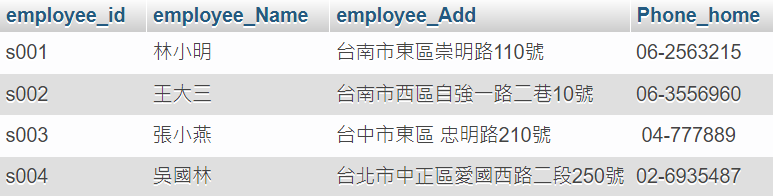 employee_id employee_Name employee_Add Phone_home
s001 林小明 台南市東區崇明路110號 06-2563215
s002 王大三 台南市西區自強一路二巷10號 06-3556960
s003 張小燕 台中市東區 忠明路210號 04-777889
s004 吳國林 台北市中正區愛國西路二段250號 02-6935487